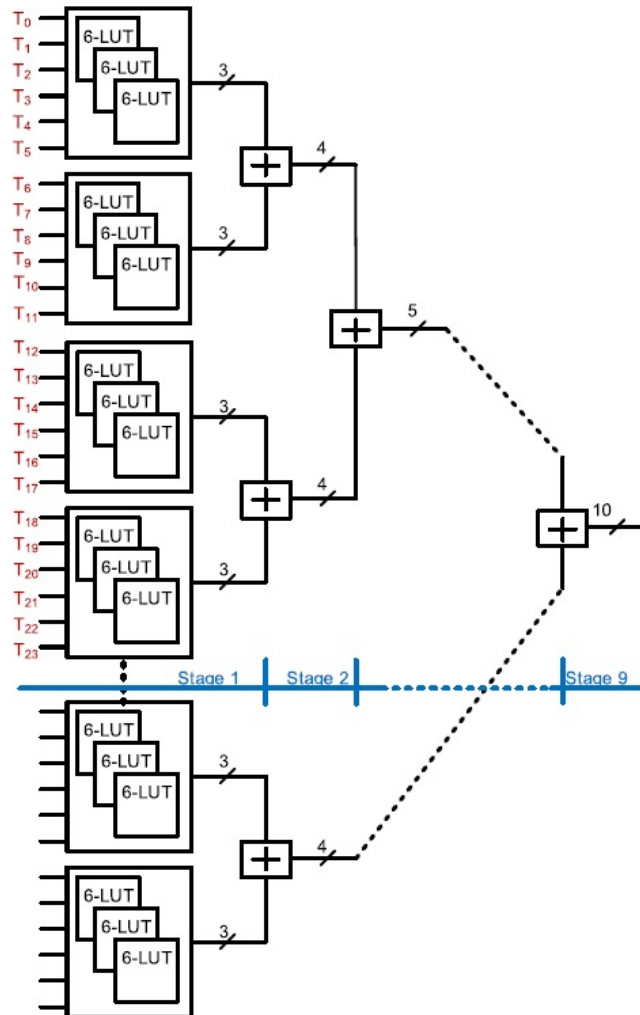 T0
6-LUT
T1
6-LUT
T2
3
6-LUT
T3
T4
T5
+
4
T6
6-LUT
T7
6-LUT
T8
3
6-LUT
T9
T10
T11
+
5
T12
6-LUT
T13
6-LUT
T14
3
6-LUT
T15
T16
T17
+
4
10
+
T18
6-LUT
T19
6-LUT
T20
3
6-LUT
T21
T22
T23
Stage 1
Stage 2
Stage 9
6-LUT
6-LUT
3
6-LUT
+
4
6-LUT
6-LUT
3
6-LUT